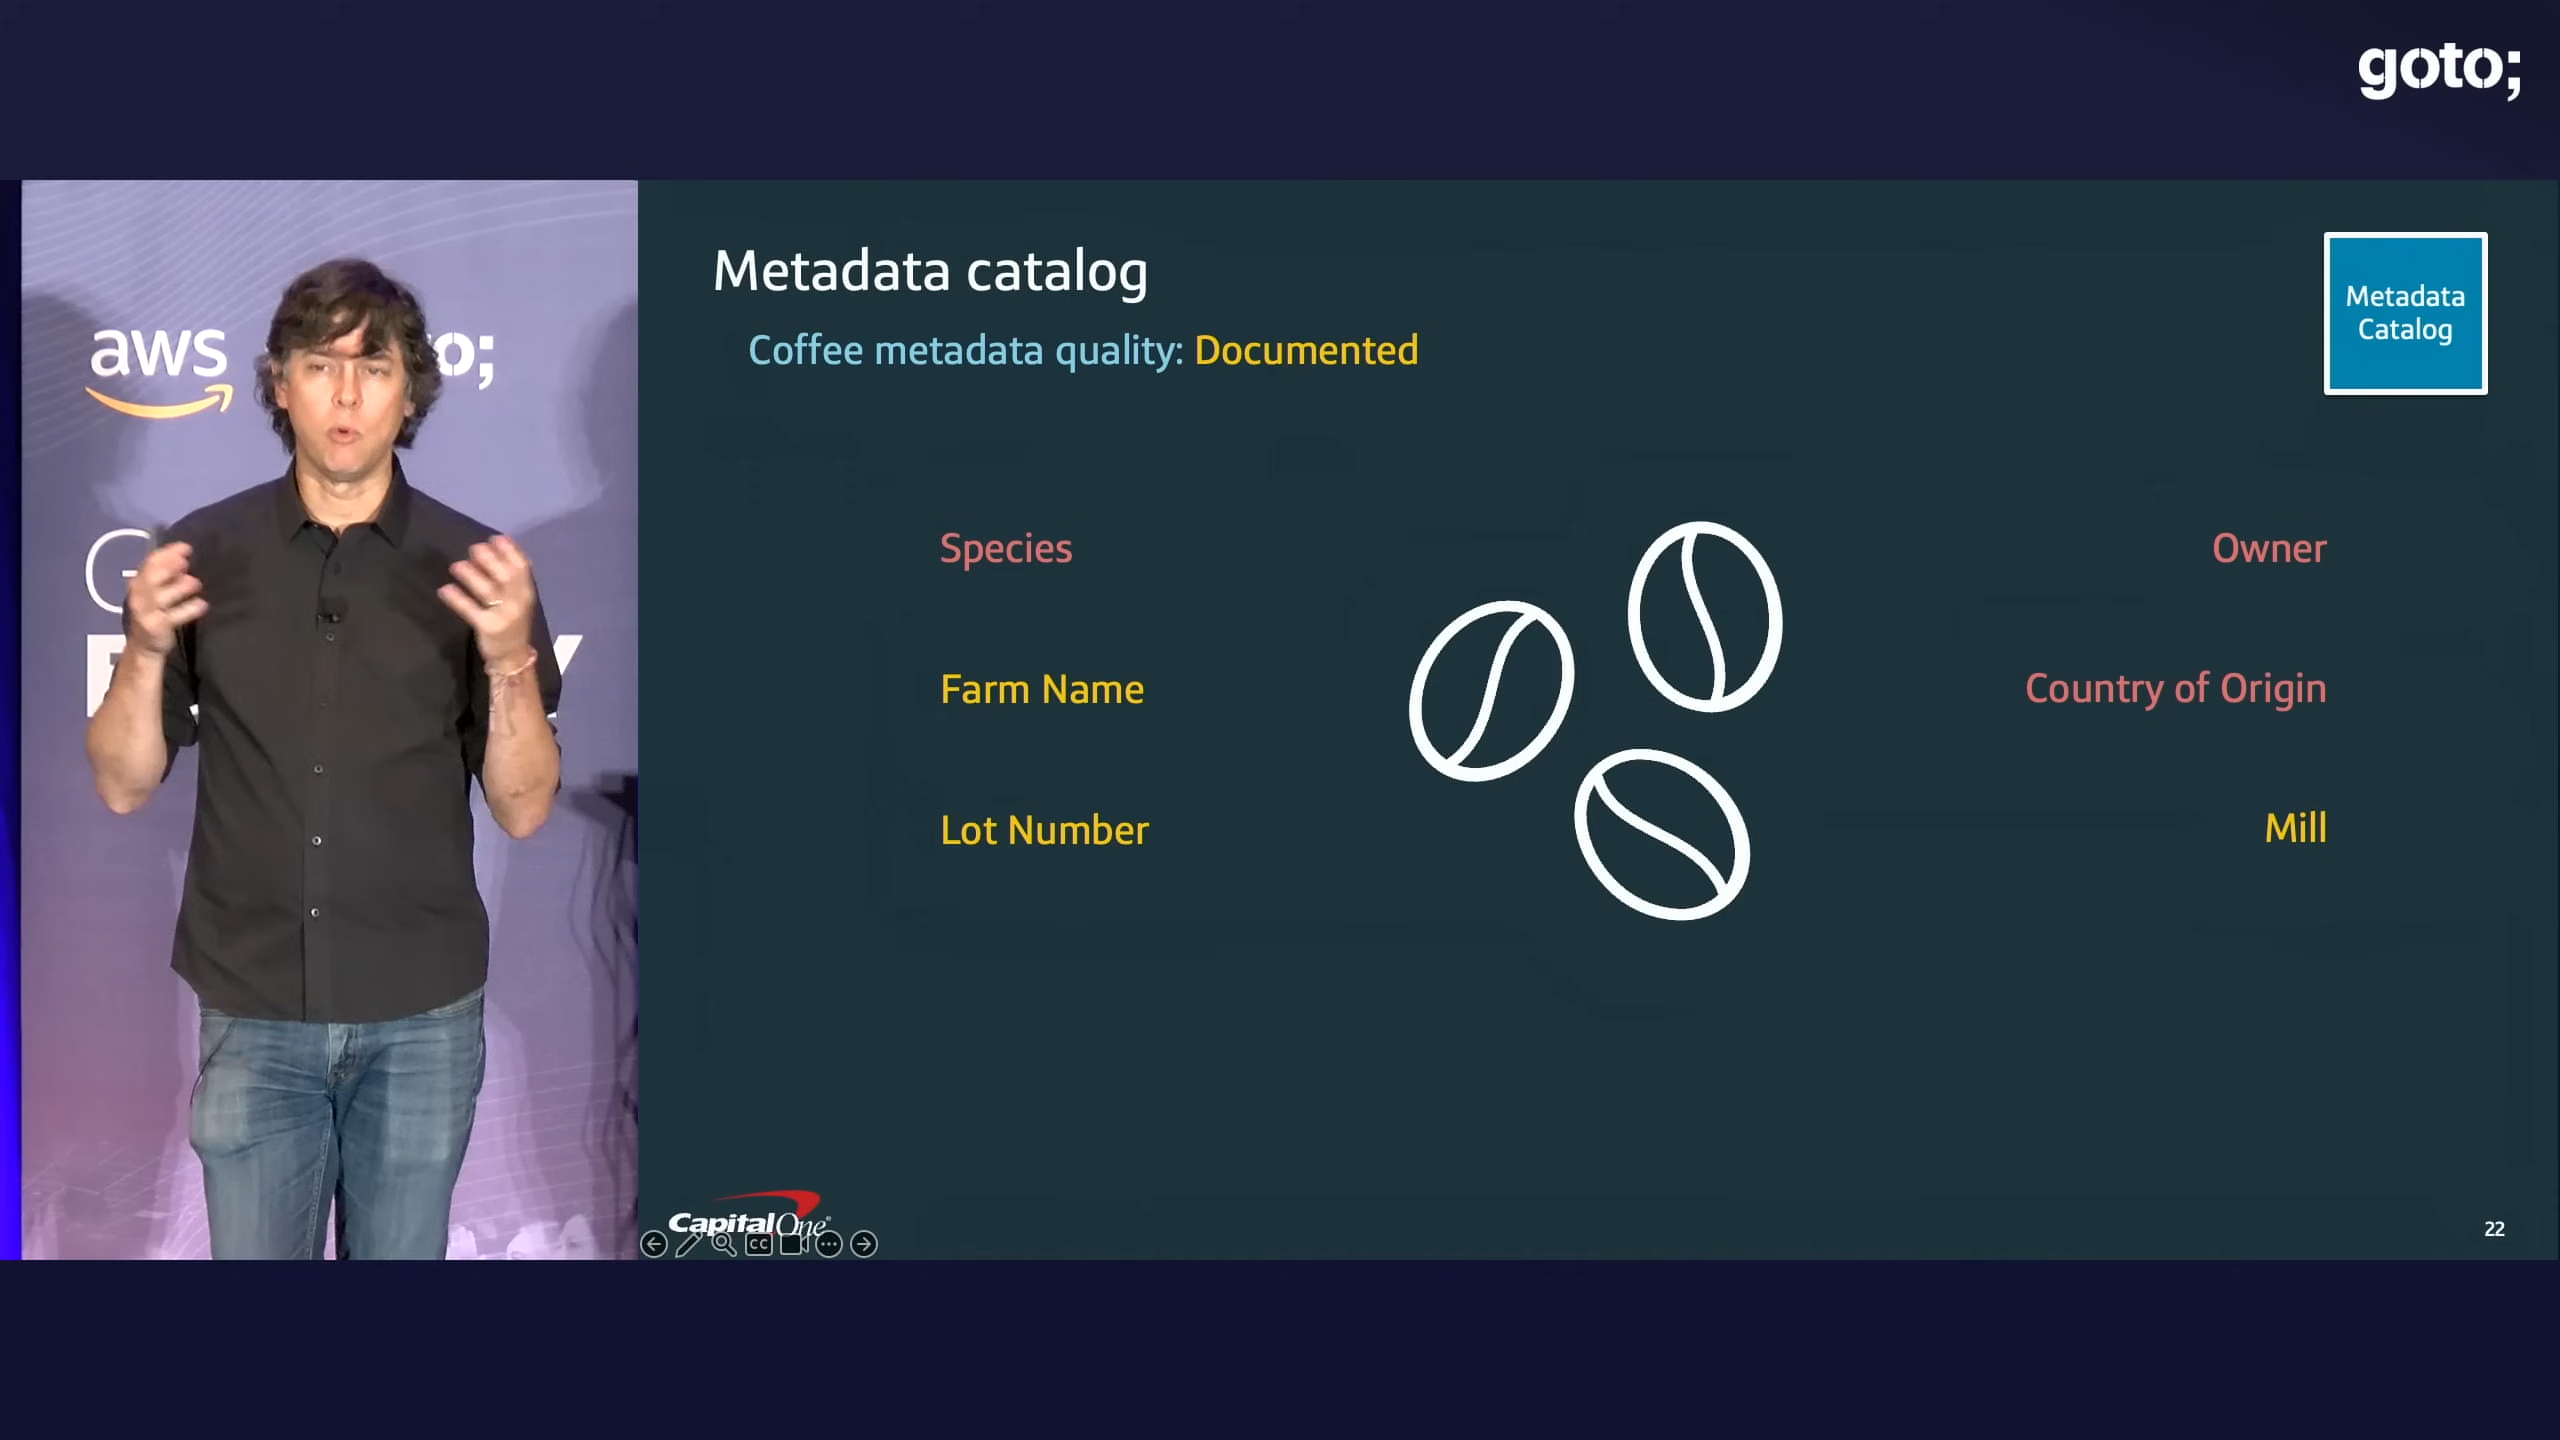 goto;
aws
o;
Metadata catalog
Metadata
Catalog
Coffee metadata quality: Documented
Species
Owner
Farm Name
Country of Origin
Lot Number
Mill
CapitalOne
CC
22